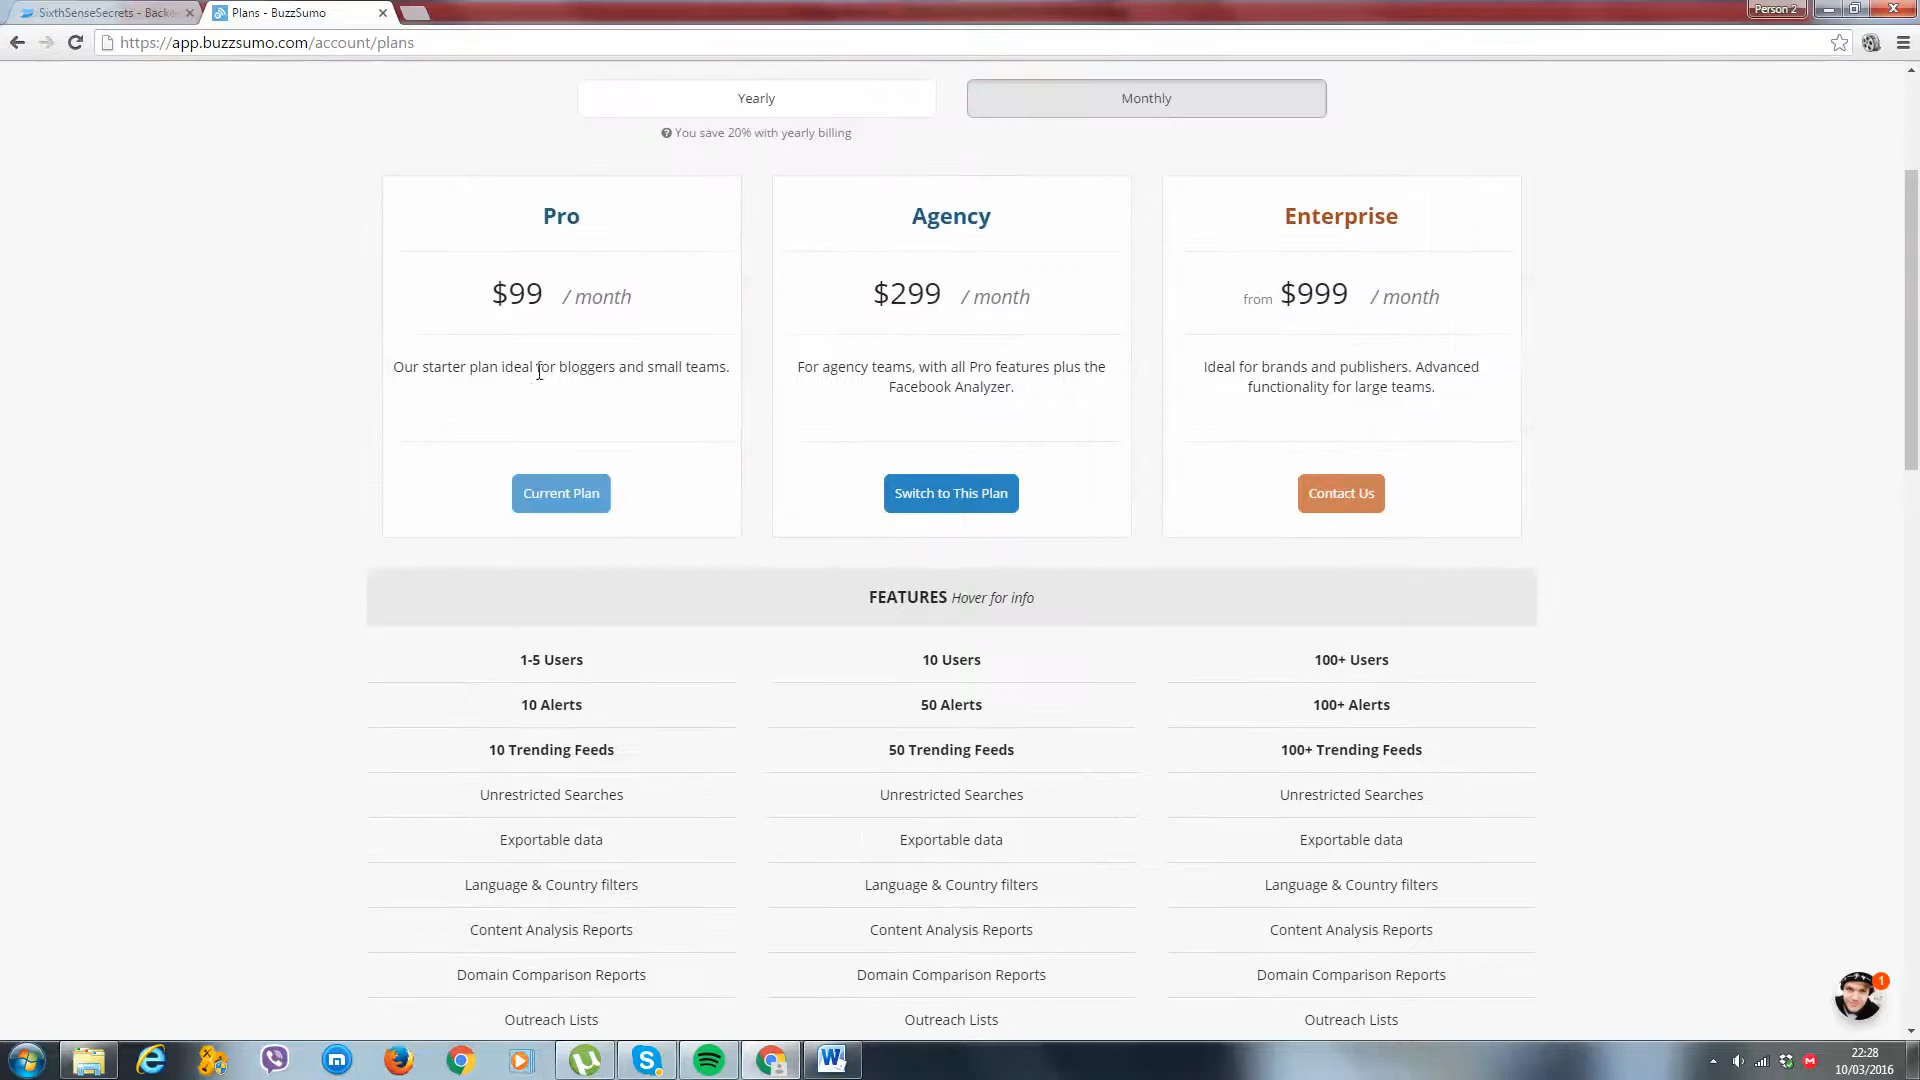 SixthSenseSecrets - Back
Plans - BuzzSumo
Person 2
https://app.buzzsumo.com/account/plans
Yearly
Monthly
You save 20% with yearly billing
Pro
$99 / month
Our starter plan ideal for bloggers and small teams.
Current Plan
Agency
$299 / month
For agency teams, with all Pro features plus the
Facebook Analyzer.
Switch to This Plan
Enterprise
from $999 / month
Ideal for brands and publishers. Advanced
functionality for large teams.
Contact Us
FEATURES Hover for info
1-5 Users
10 Users
100+ Users
10 Alerts
50 Alerts
100+ Alerts
10 Trending Feeds
50 Trending Feeds
100+ Trending Feeds
Unrestricted Searches
Unrestricted Searches
Unrestricted Searches
Exportable data
Exportable data
Exportable data
Language & Country filters
Language & Country filters
Language & Country filters
Content Analysis Reports
Content Analysis Reports
Content Analysis Reports
Domain Comparison Reports
Domain Comparison Reports
Domain Comparison Reports
Outreach Lists
Outreach Lists
Outreach Lists
1
22:28
10/03/2016